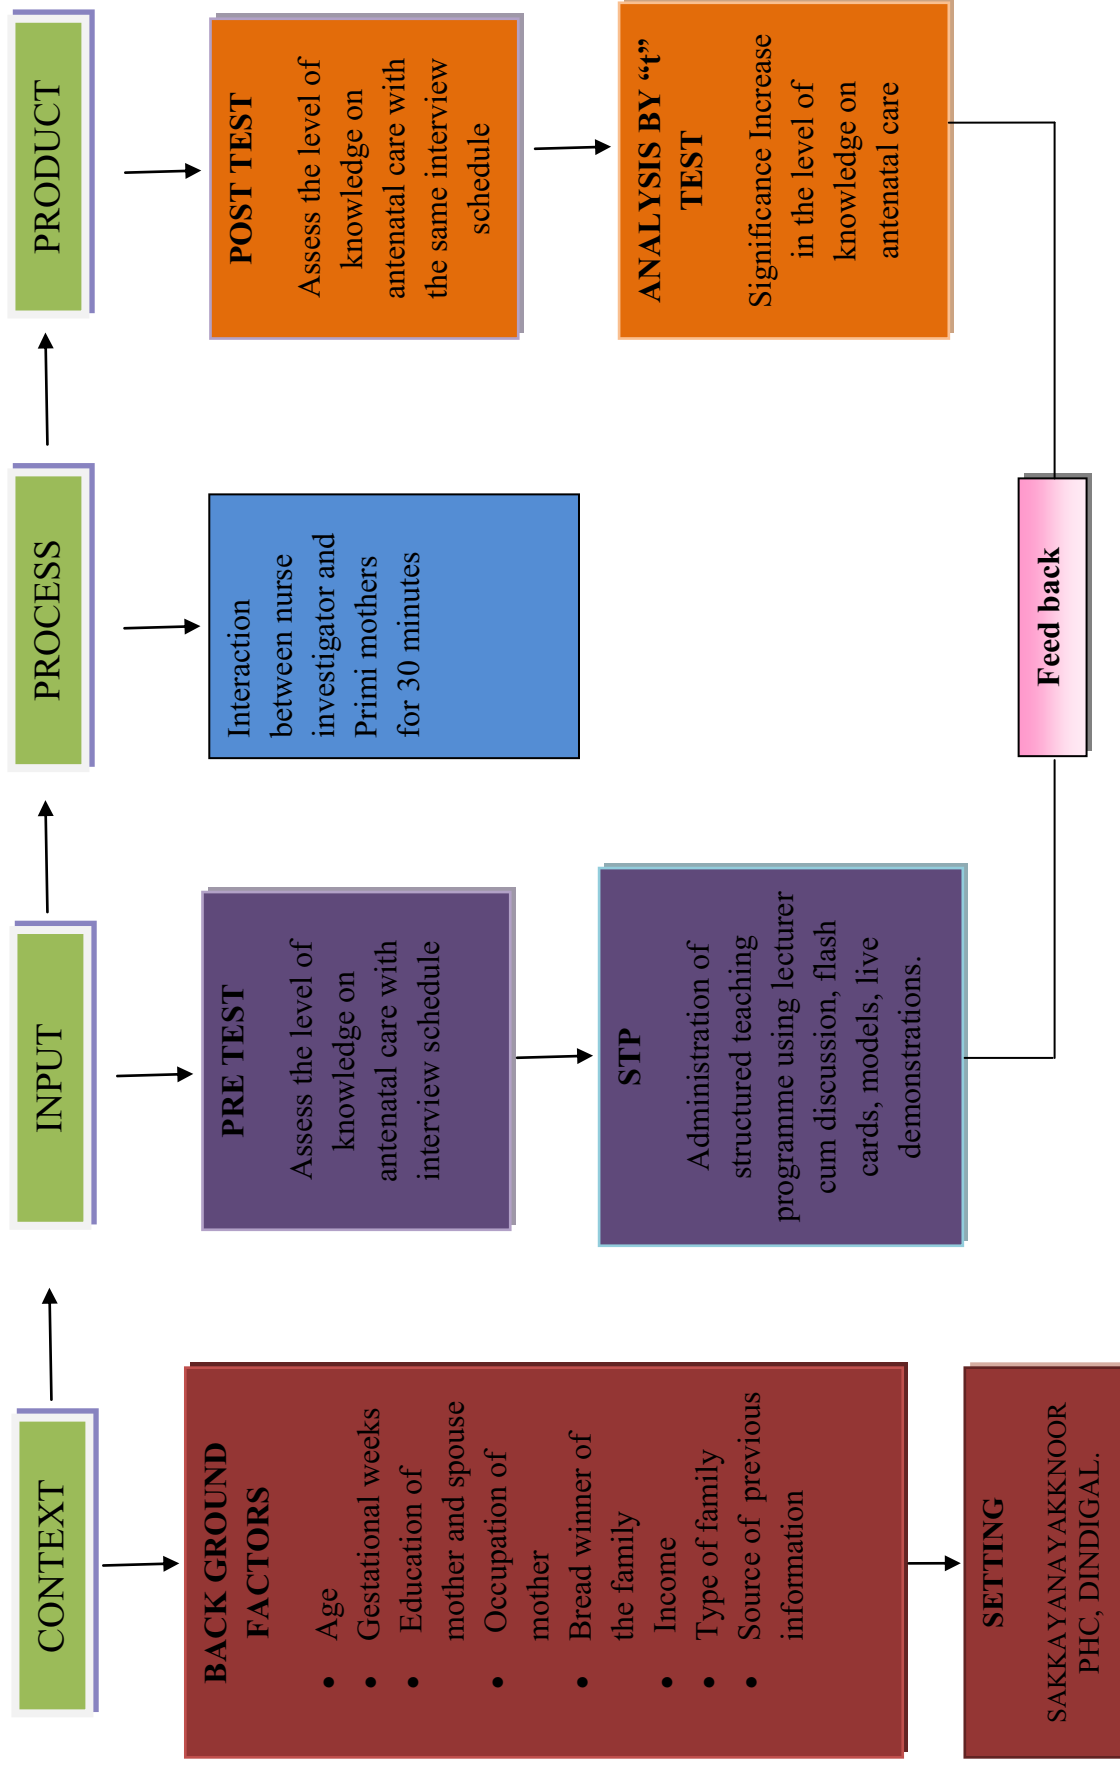 CONTEXT
INPUT
PROCESS
PRODUCT
BACK GROUND
FACTORS
• Age
• Gestational weeks
• Education of
mother and spouse
• Occupation of
mother
• Bread winner of
the family
• Income
• Type of family
• Source of previous
information
SETTING
SAKKAYANAYAKKNOOR
PHC, DINDIGAL.
PRE TEST
Assess the level of
knowledge on
antenatal care with
interview schedule
STP
Administration of
structured teaching
programme using lecturer
cum discussion, flash
cards, models, live
demonstrations.
Interaction
between nurse
investigator and
Primi mothers
for 30 minutes
POST TEST
Assess the level of
knowledge on
antenatal care with
the same interview
schedule
ANALYSIS BY “t”
TEST
Significance Increase
in the level of
knowledge on
antenatal care
Feed back